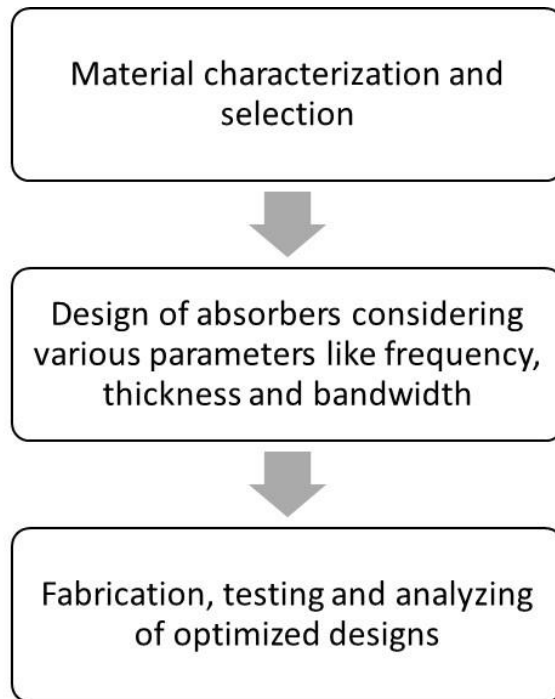 Material characterization and
selection
Design of absorbers considering
various parameters like frequency,
thickness and bandwidth
Fabrication, testing and analyzing
of optimized designs